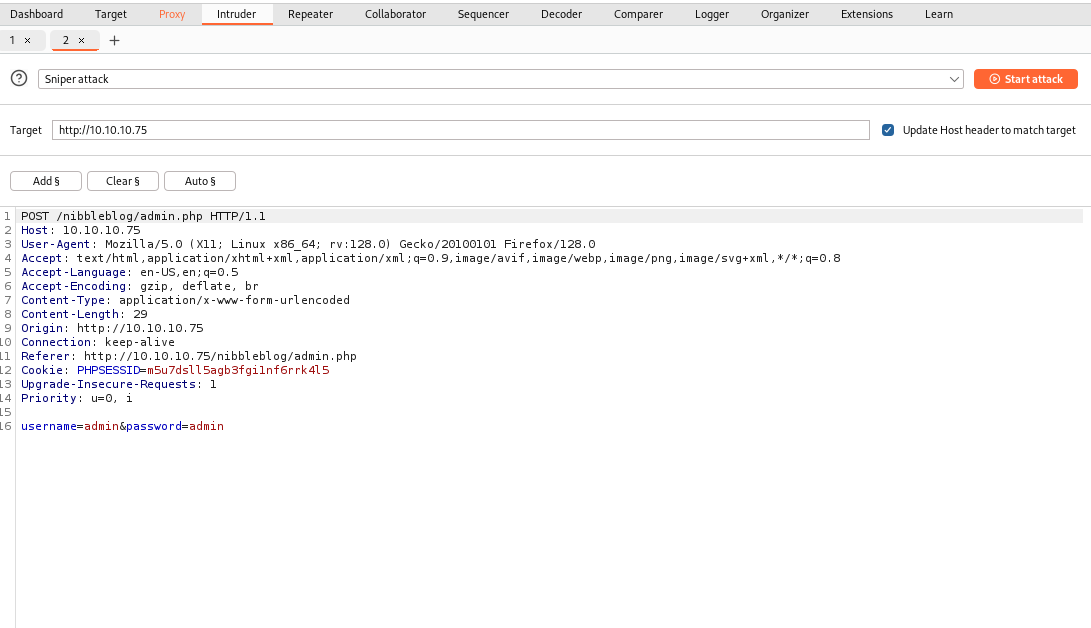 Dashboard Target Proxy Intruder Repeater Collaborator Sequencer Decoder Comparer Logger Organizer Extensions Learn
1 × 2 × +
? Sniper attack Start attack
Target http://10.10.10.75 Update Host header to match target
Add § Clear § Auto §
1 POST /nibbleblog/admin.php HTTP/1.1
2 Host: 10.10.10.75
3 User-Agent: Mozilla/5.0 (X11; Linux x86_64; rv:128.0) Gecko/20100101 Firefox/128.0
4 Accept: text/html,application/xhtml+xml,application/xml;q=0.9,image/avif,image/webp,image/png,image/svg+xml,*/*;q=0.8
5 Accept-Language: en-US,en;q=0.5
6 Accept-Encoding: gzip, deflate, br
7 Content-Type: application/x-www-form-urlencoded
8 Content-Length: 29
9 Origin: http://10.10.10.75
10 Connection: keep-alive
11 Referer: http://10.10.10.75/nibbleblog/admin.php
12 Cookie: PHPSESSID=m5u7dsll5agb3fgi1nf6rrk4l5
13 Upgrade-Insecure-Requests: 1
14 Priority: u=0, i
15
16 username=admin&password=admin